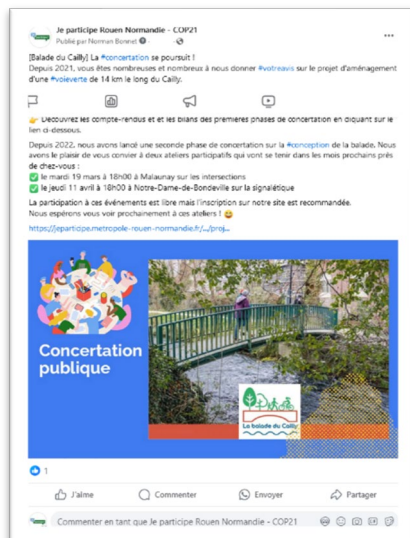 Je participe Rouen Normandie - COP21
Publié par Norman Bonnet
[Balade du Cailly] La #concertation se poursuit !
Depuis 2021, vous êtes nombreuses et nombreux à nous donner #votreavis sur le projet d'aménagement
d'une #voieverte de 14 km le long du Cailly.
👉 Découvrez les compte-rendus et et les bilans des premières phases de concertation en cliquant sur le
lien ci-dessous.
Depuis 2022, nous avons lancé une seconde phase de concertation sur la #conception de la balade. Nous
avons le plaisir de vous convier à deux ateliers participatifs qui vont se tenir dans les mois prochains près
de chez-vous :
✅ le mardi 19 mars à 18h00 à Malaunay sur les intersections
✅ le jeudi 11 avril à 18h00 à Notre-Dame-de-Bondeville sur la signalétique
La participation à ces événements est libre mais l'inscription sur notre site est recommandée.
Nous espérons vous voir prochainement à ces ateliers ! 😀
https://jeparticipe.metropole-rouen-normandie.fr/.../proj...
Concertation
publique
La balade du Cailly
1
J'aime
Commenter
Envoyer
Partager
Commenter en tant que Je participe Rouen Normandie - COP21